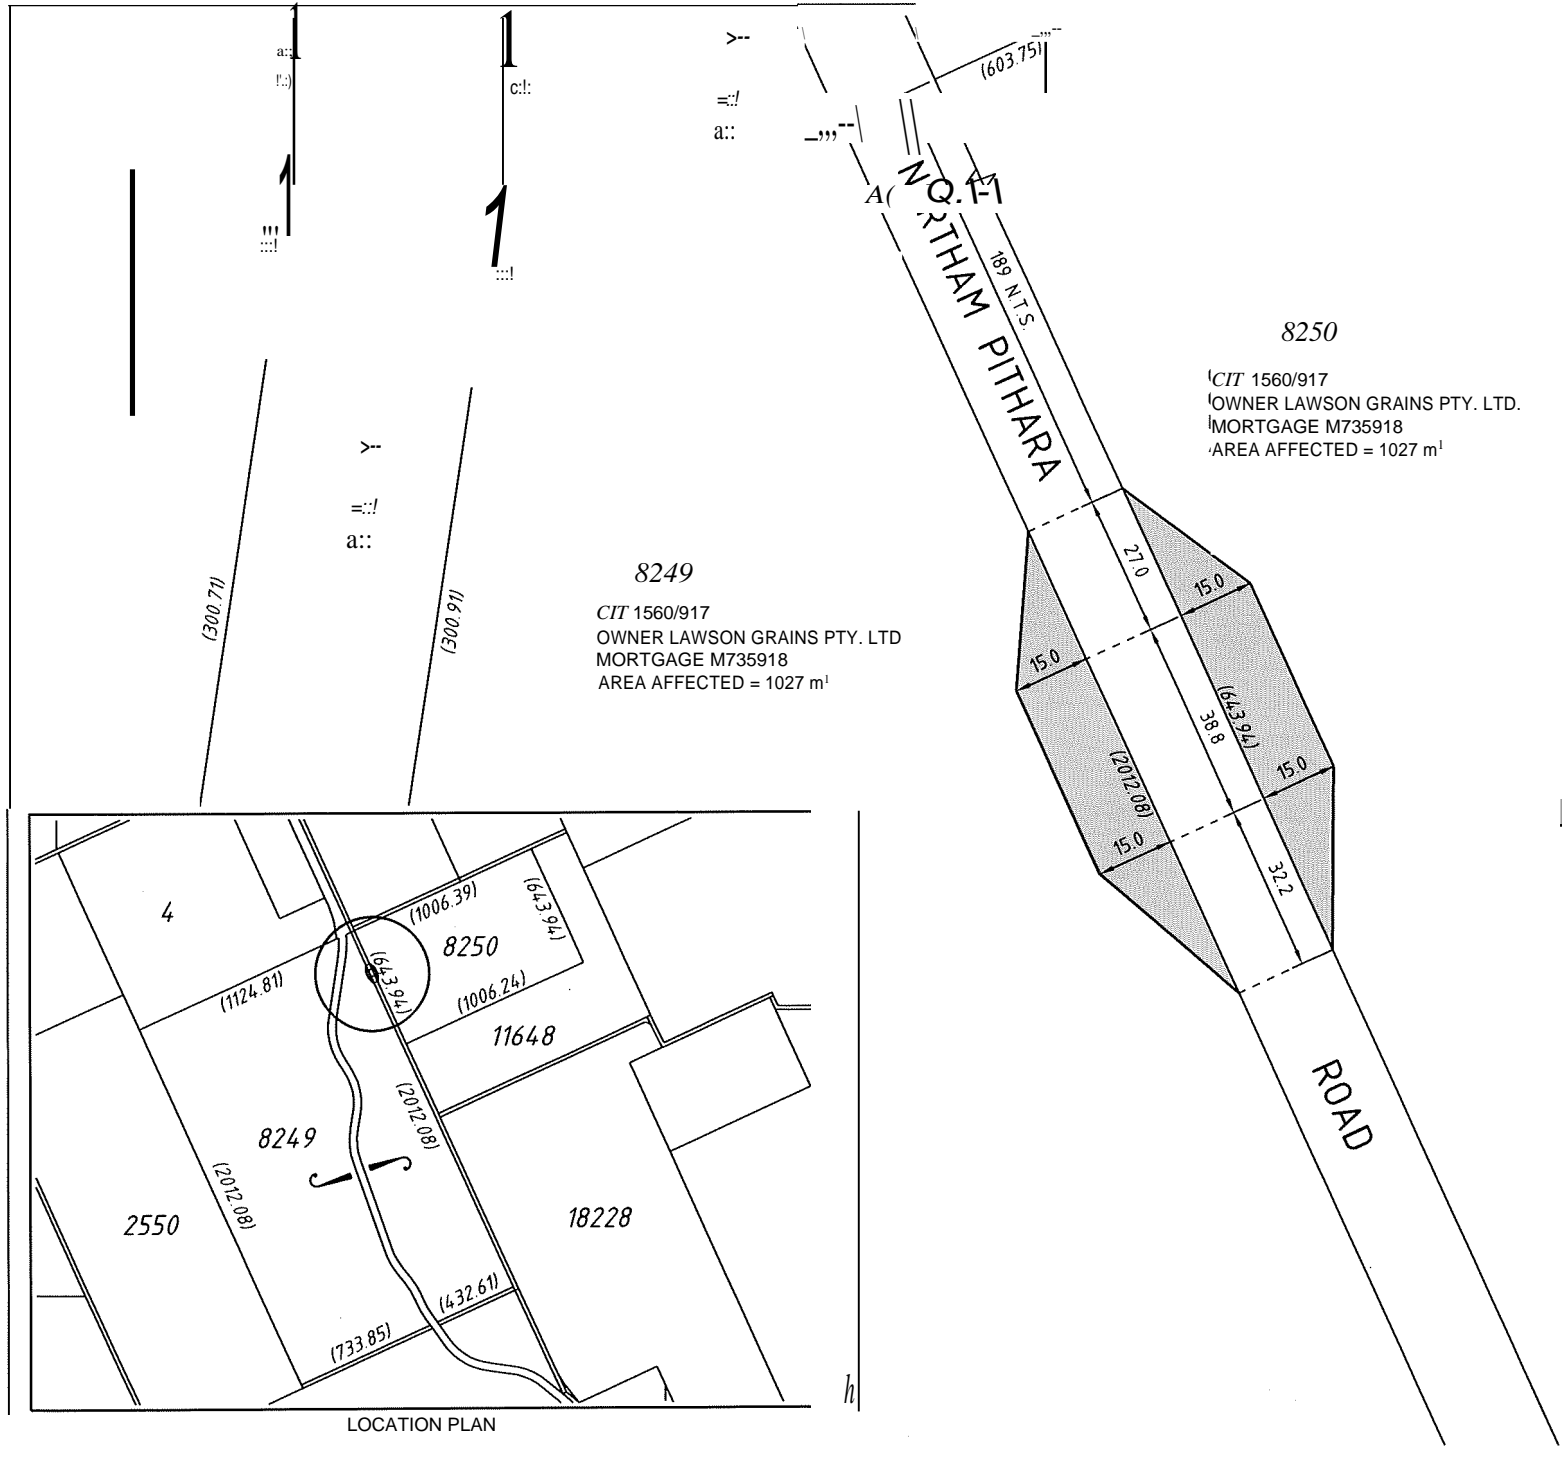 (603.75)
NORTHAM PITHARA
189 N.T.S.
8250
CIT 1560/917
OWNER LAWSON GRAINS PTY. LTD.
MORTGAGE M735918
AREA AFFECTED = 1027 m¹
(300.71)
(300.91)
8249
CIT 1560/917
OWNER LAWSON GRAINS PTY. LTD
MORTGAGE M735918
AREA AFFECTED = 1027 m¹
27.0
15.0
15.0
(643.94)
38.8
(2012.08)
15.0
15.0
32.2
ROAD
4
(1006.39)
(643.94)
8250
(643.94)
(1124.81)
(1006.24)
11648
(2012.08)
8249
(2012.08)
2550
18228
(432.61)
(733.85)
h
LOCATION PLAN